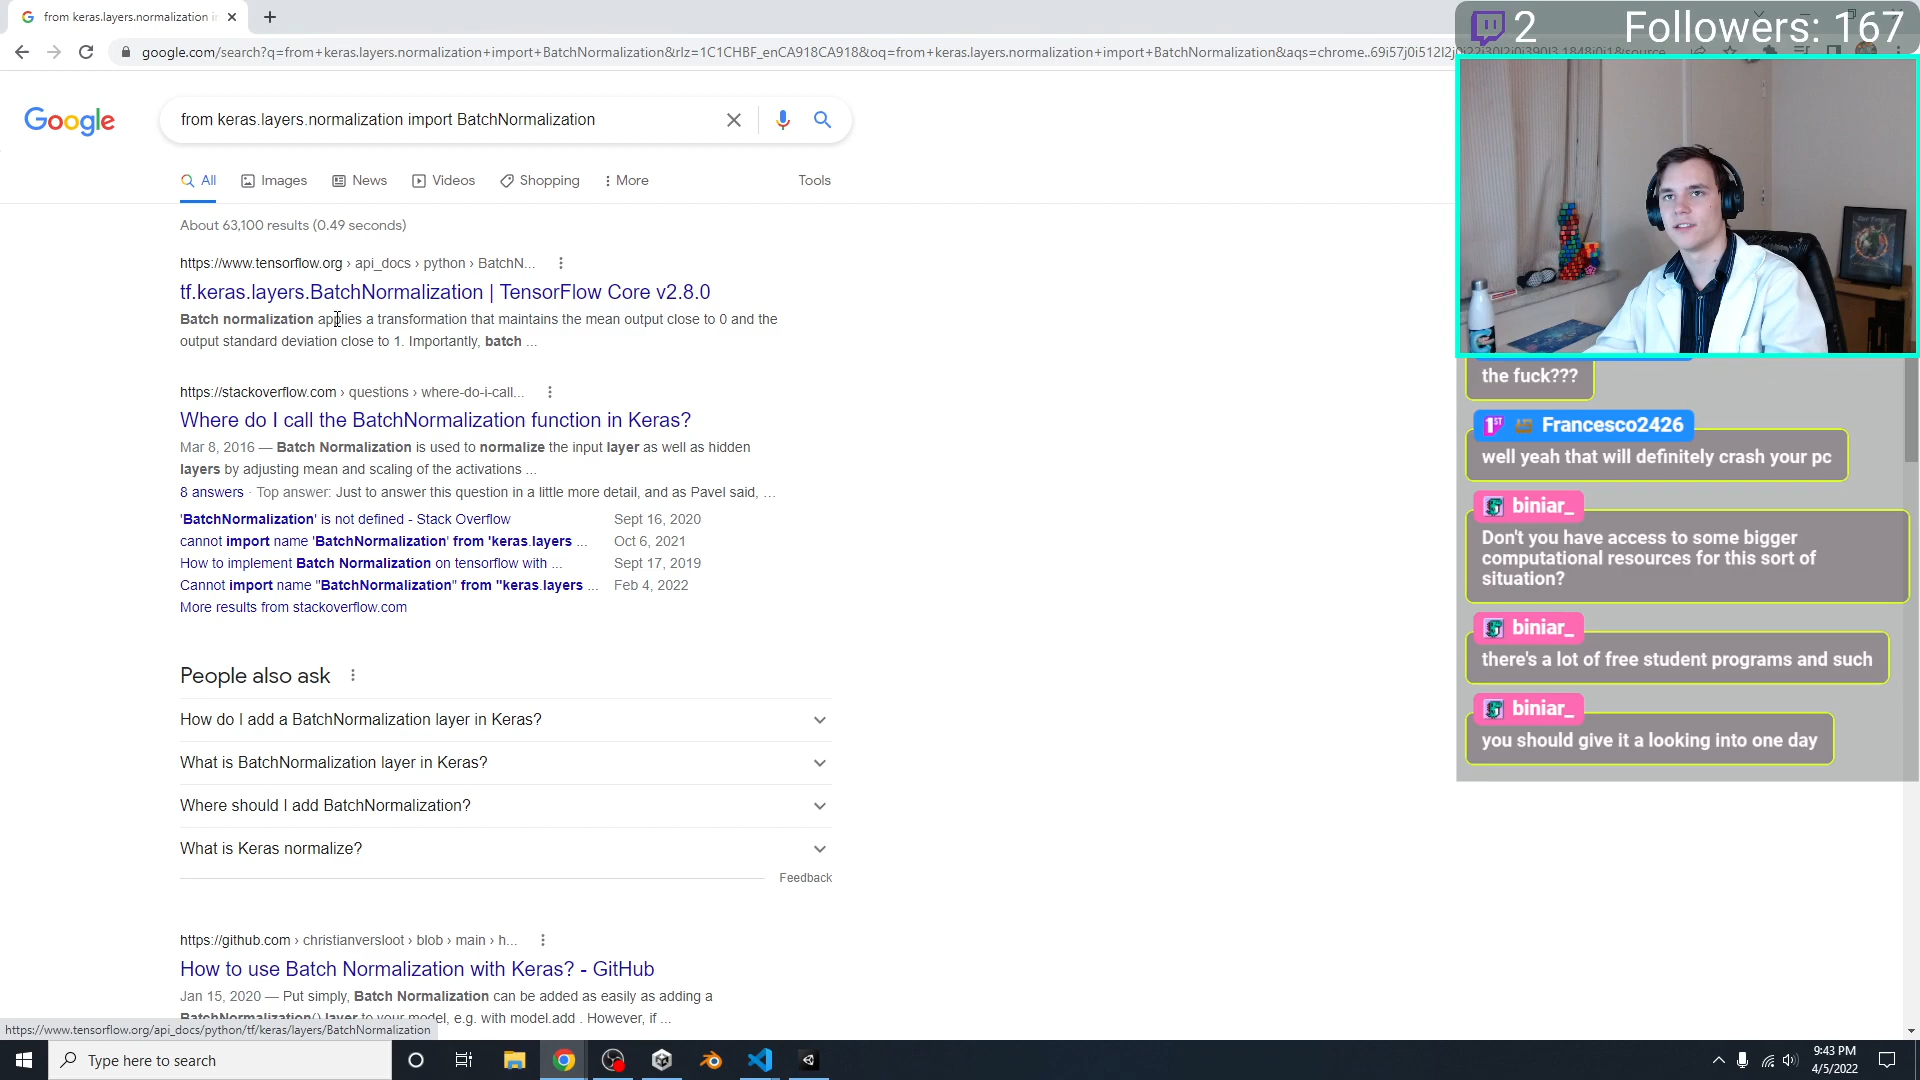 from keras.layers.normalization in
google.com/search?q=from+keras.layers.normalization+import+BatchNormalization&rlz=1C1CHBF_enCA918CA918&oq=from+keras.layers.normalization+import+BatchNormalization&aqs=chrome..69i57j0i512l2j0i22i30l2j0i390l3.1848j0j1&source
2 Followers: 167
Google
from keras.layers.normalization import BatchNormalization
All Images News Videos Shopping More Tools
About 63,100 results (0.49 seconds)
https://www.tensorflow.org › api_docs › python › BatchN...
tf.keras.layers.BatchNormalization | TensorFlow Core v2.8.0
Batch normalization applies a transformation that maintains the mean output close to 0 and the
output standard deviation close to 1. Importantly, batch ...
https://stackoverflow.com › questions › where-do-i-call...
Where do I call the BatchNormalization function in Keras?
Mar 8, 2016 — Batch Normalization is used to normalize the input layer as well as hidden
layers by adjusting mean and scaling of the activations ...
8 answers · Top answer: Just to answer this question in a little more detail, and as Pavel said, ...
'BatchNormalization' is not defined - Stack Overflow Sept 16, 2020
cannot import name 'BatchNormalization' from 'keras.layers ... Oct 6, 2021
How to implement Batch Normalization on tensorflow with ... Sept 17, 2019
Cannot import name "BatchNormalization" from "keras.layers ... Feb 4, 2022
More results from stackoverflow.com
People also ask
How do I add a BatchNormalization layer in Keras?
What is BatchNormalization layer in Keras?
Where should I add BatchNormalization?
What is Keras normalize?
Feedback
https://github.com › christianversloot › blob › main › h...
How to use Batch Normalization with Keras? - GitHub
Jan 15, 2020 — Put simply, Batch Normalization can be added as easily as adding a
BatchNormalization() layer to your model, e.g. with model.add . However, if ...
https://www.tensorflow.org/api_docs/python/tf/keras/layers/BatchNormalization
the fuck???
1ST Francesco2426
well yeah that will definitely crash your pc
biniar_
Don't you have access to some bigger
computational resources for this sort of
situation?
biniar_
there's a lot of free student programs and such
biniar_
you should give it a looking into one day
Type here to search
9:43 PM
4/5/2022